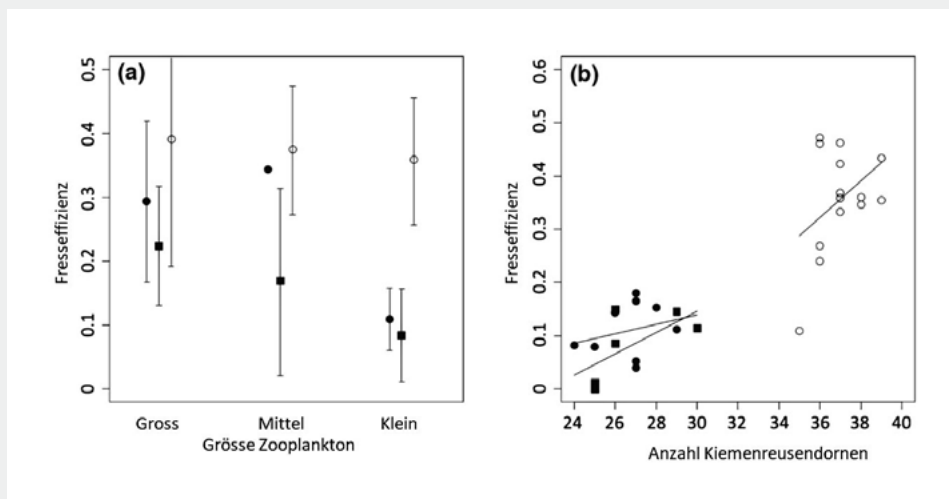 (a)
Fresseffizienz
0.5
0.4
0.3
0.2
0.1
0
Gross Mittel Klein
Grösse Zooplankton
(b)
Fresseffizienz
0.6
0.5
0.4
0.3
0.2
0.1
0
24 26 28 30 32 34 36 38 40
Anzahl Kiemenreusendornen